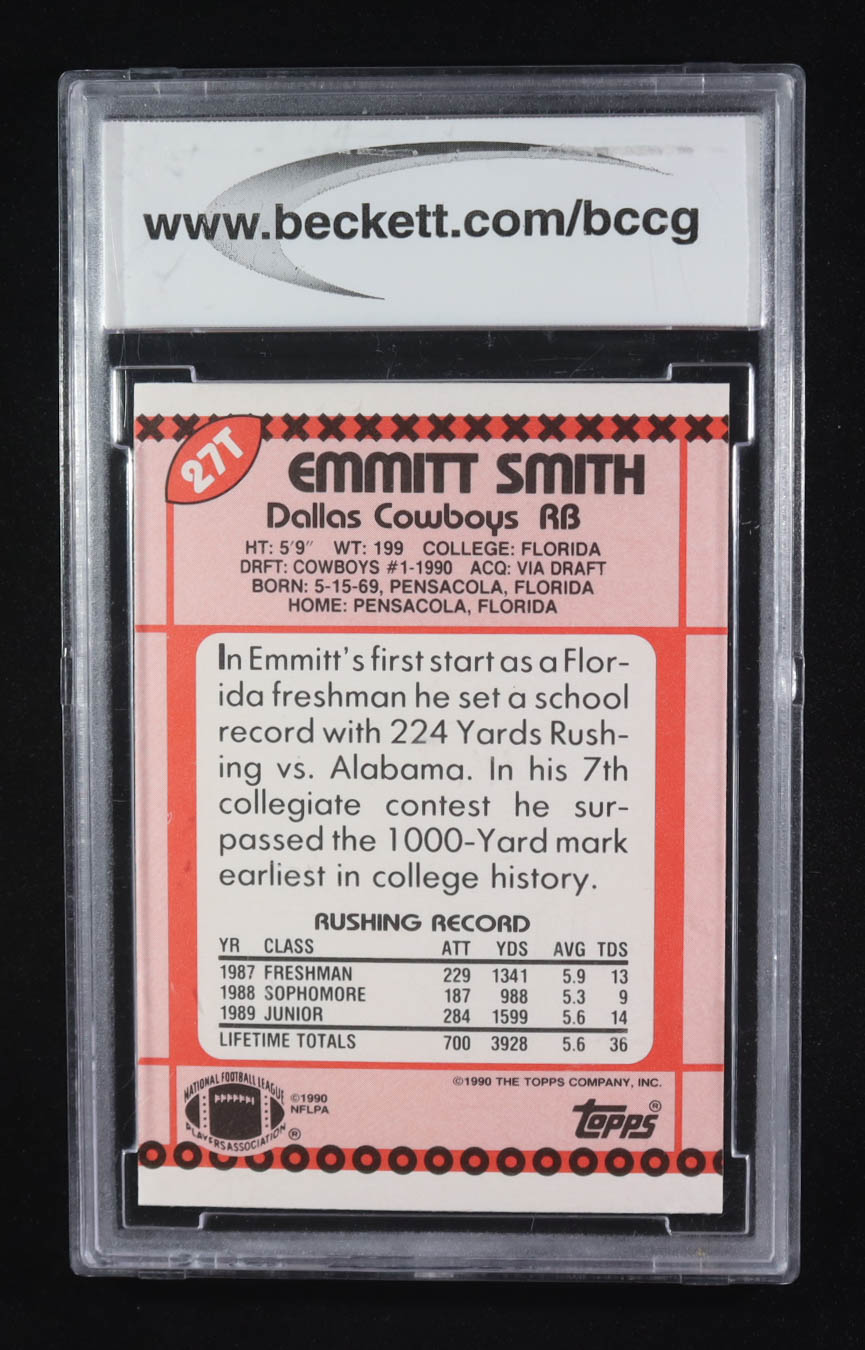 www.beckett.com/bccg
27T
EMMITT SMITH
Dallas Cowboys RB
HT: 5'9" WT: 199 COLLEGE: FLORIDA
DRFT: COWBOYS #1-1990 ACQ: VIA DRAFT
BORN: 5-15-69, PENSACOLA, FLORIDA
HOME: PENSACOLA, FLORIDA
In Emmitt's first start as a Flor-
ida freshman he set a school
record with 224 Yards Rush-
ing vs. Alabama. In his 7th
collegiate contest he sur-
passed the 1000-Yard mark
earliest in college history.
RUSHING RECORD
YR CLASS ATT YDS AVG TDS
1987 FRESHMAN 229 1341 5.9 13
1988 SOPHOMORE 187 988 5.3 9
1989 JUNIOR 284 1599 5.6 14
LIFETIME TOTALS 700 3928 5.6 36
©1990 THE TOPPS COMPANY, INC.
NATIONAL FOOTBALL LEAGUE
PLAYERS ASSOCIATION ®
©1990
NFLPA
topps®